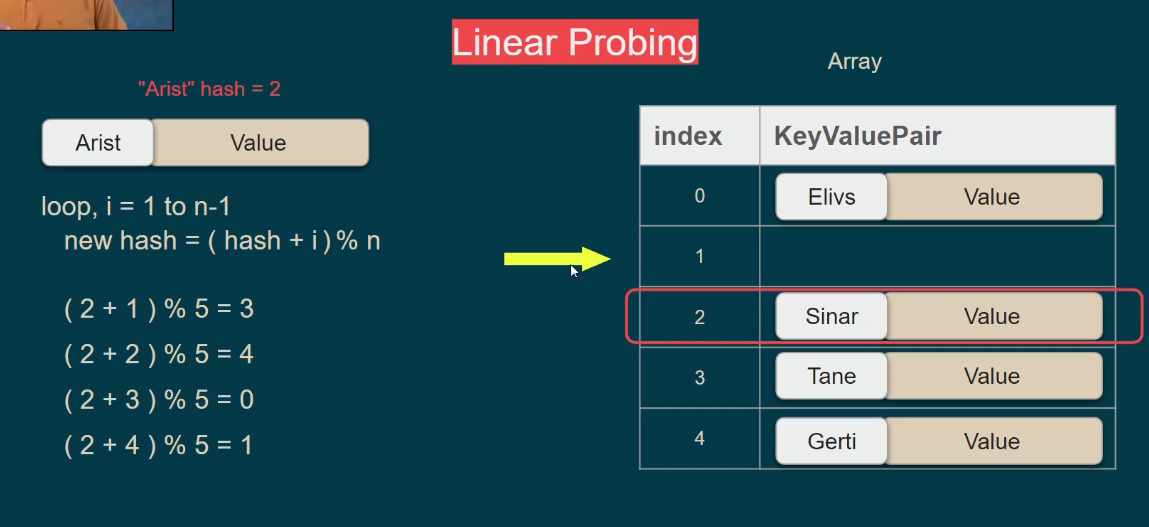 Linear Probing
Array
"Arist" hash = 2
Arist Value
loop, i = 1 to n-1
new hash = ( hash + i ) % n
( 2 + 1 ) % 5 = 3
( 2 + 2 ) % 5 = 4
( 2 + 3 ) % 5 = 0
( 2 + 4 ) % 5 = 1
index KeyValuePair
0 Elivs Value
1
2 Sinar Value
3 Tane Value
4 Gerti Value